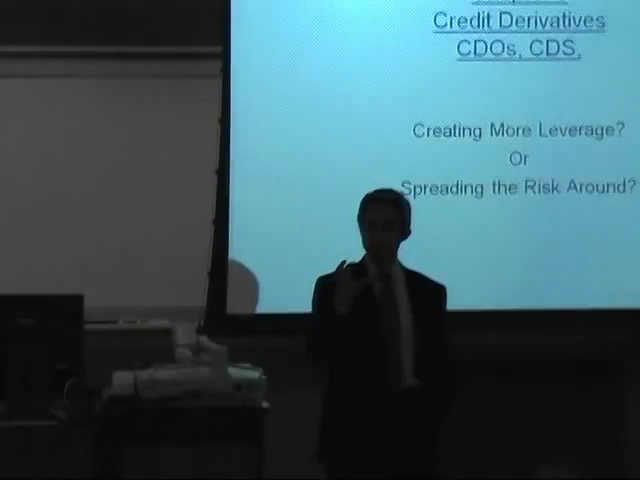 Credit Derivatives
CDOs, CDS,
Creating More Leverage?
Or
Spreading the Risk Around?